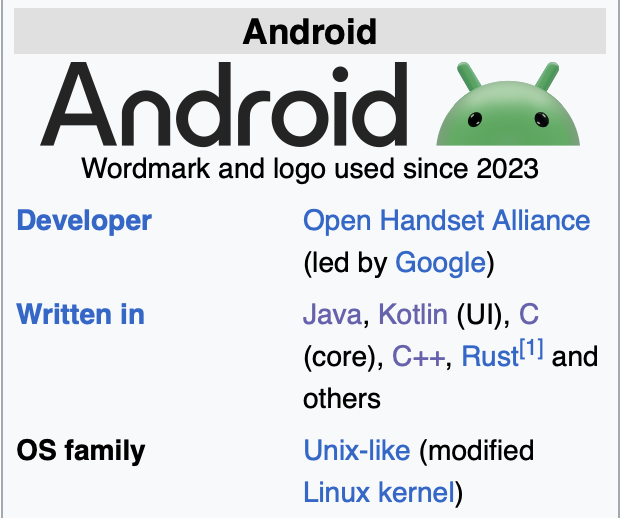 Android
Android
Wordmark and logo used since 2023
Developer
Open Handset Alliance
(led by Google)
Written in
Java, Kotlin (UI), C
(core), C++, Rust[1] and
others
OS family
Unix-like (modified
Linux kernel)